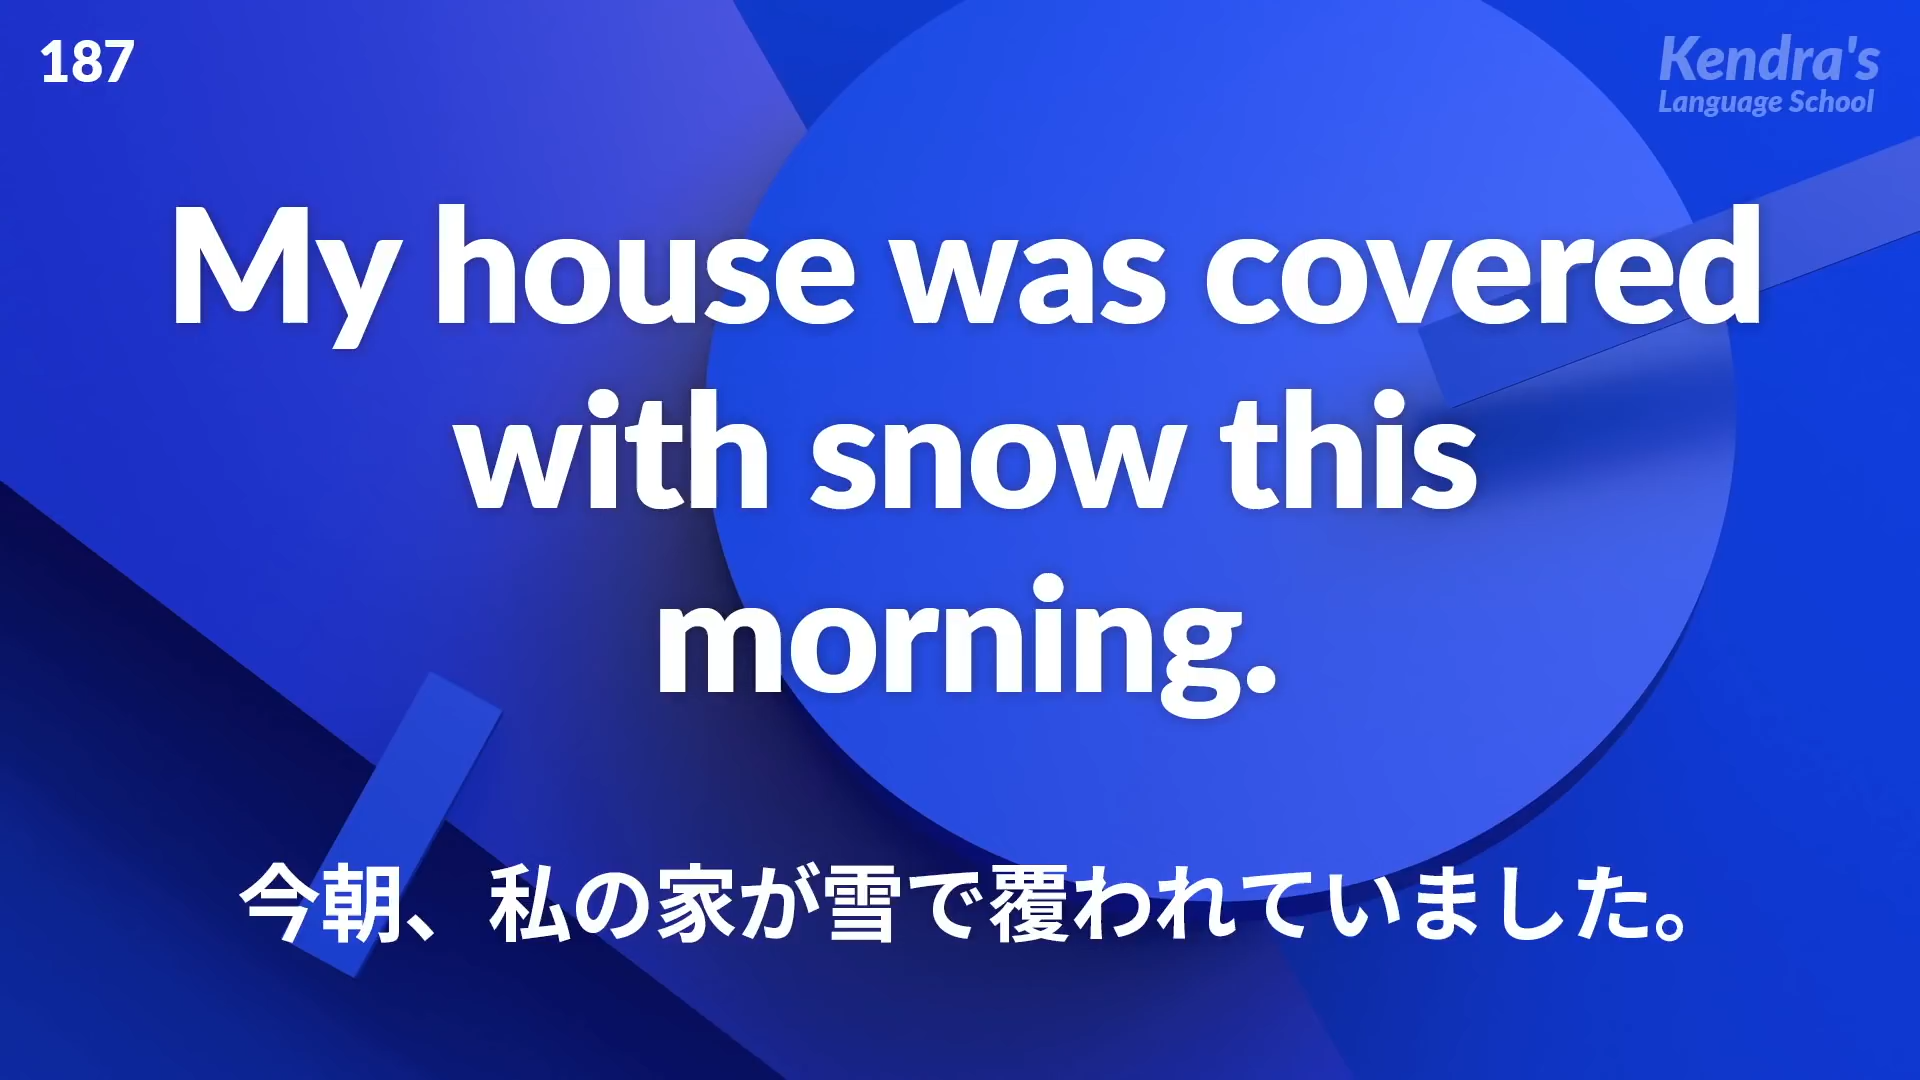 187
Kendra's
Language School
My house was covered
with snow this
morning.
今朝、私の家が雪で覆われていました。